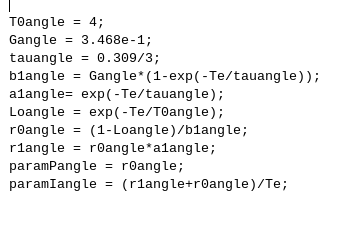 T0angle = 4;
Gangle = 3.468e-1;
tauangle = 0.309/3;
b1angle = Gangle*(1-exp(-Te/tauangle));
a1angle= exp(-Te/tauangle);
Loangle = exp(-Te/T0angle);
r0angle = (1-Loangle)/b1angle;
r1angle = r0angle*a1angle;
paramPangle = r0angle;
paramIangle = (r1angle+r0angle)/Te;